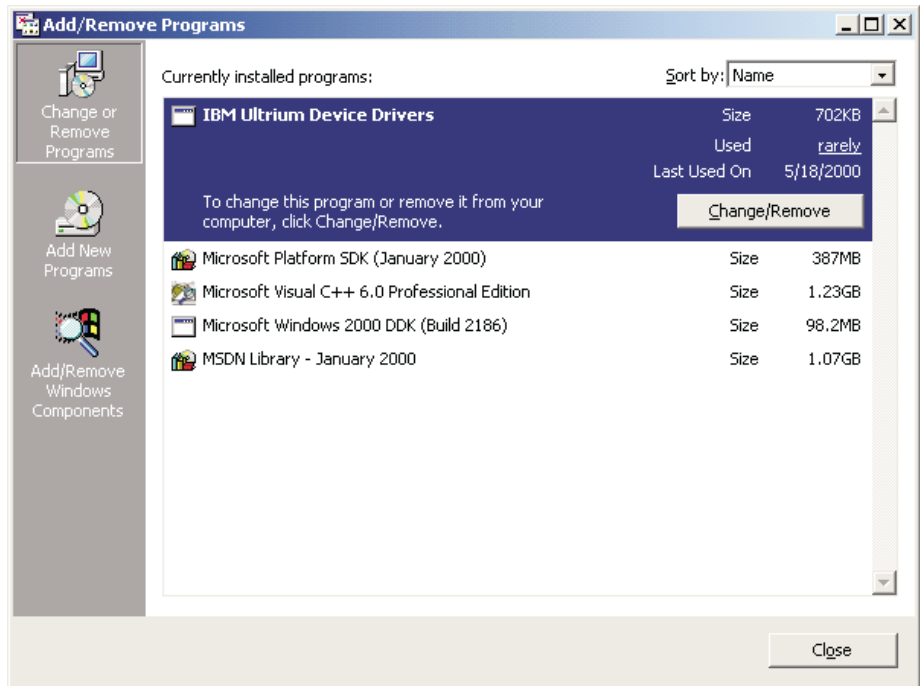 Add/Remove Programs
Change or
Remove
Programs
Add New
Programs
Add/Remove
Windows
Components
Currently installed programs:
Sort by: Name
IBM Ultrium Device Drivers Size 702KB
Used rarely
Last Used On 5/18/2000
To change this program or remove it from your
computer, click Change/Remove.
Change/Remove
Microsoft Platform SDK (January 2000) Size 387MB
Microsoft Visual C++ 6.0 Professional Edition Size 1.23GB
Microsoft Windows 2000 DDK (Build 2186) Size 98.2MB
MSDN Library - January 2000 Size 1.07GB
Close